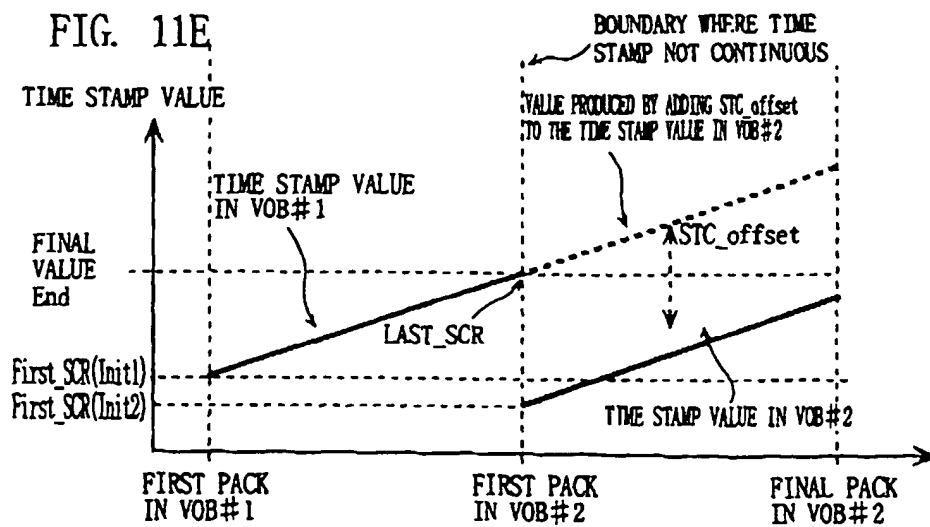 FIG. 11E
BOUNDARY WHERE TIME
STAMP NOT CONTINUOUS
TIME STAMP VALUE
VALUE PRODUCED BY ADDING STC_offset
TO THE TIME STAMP VALUE IN VOB#2
TIME STAMP VALUE
IN VOB#1
FINAL
VALUE
End
STC_offset
LAST_SCR
First_SCR(Init1)
First_SCR(Init2)
TIME STAMP VALUE IN VOB#2
FIRST PACK
IN VOB#1
FIRST PACK
IN VOB#2
FINAL PACK
IN VOB#2